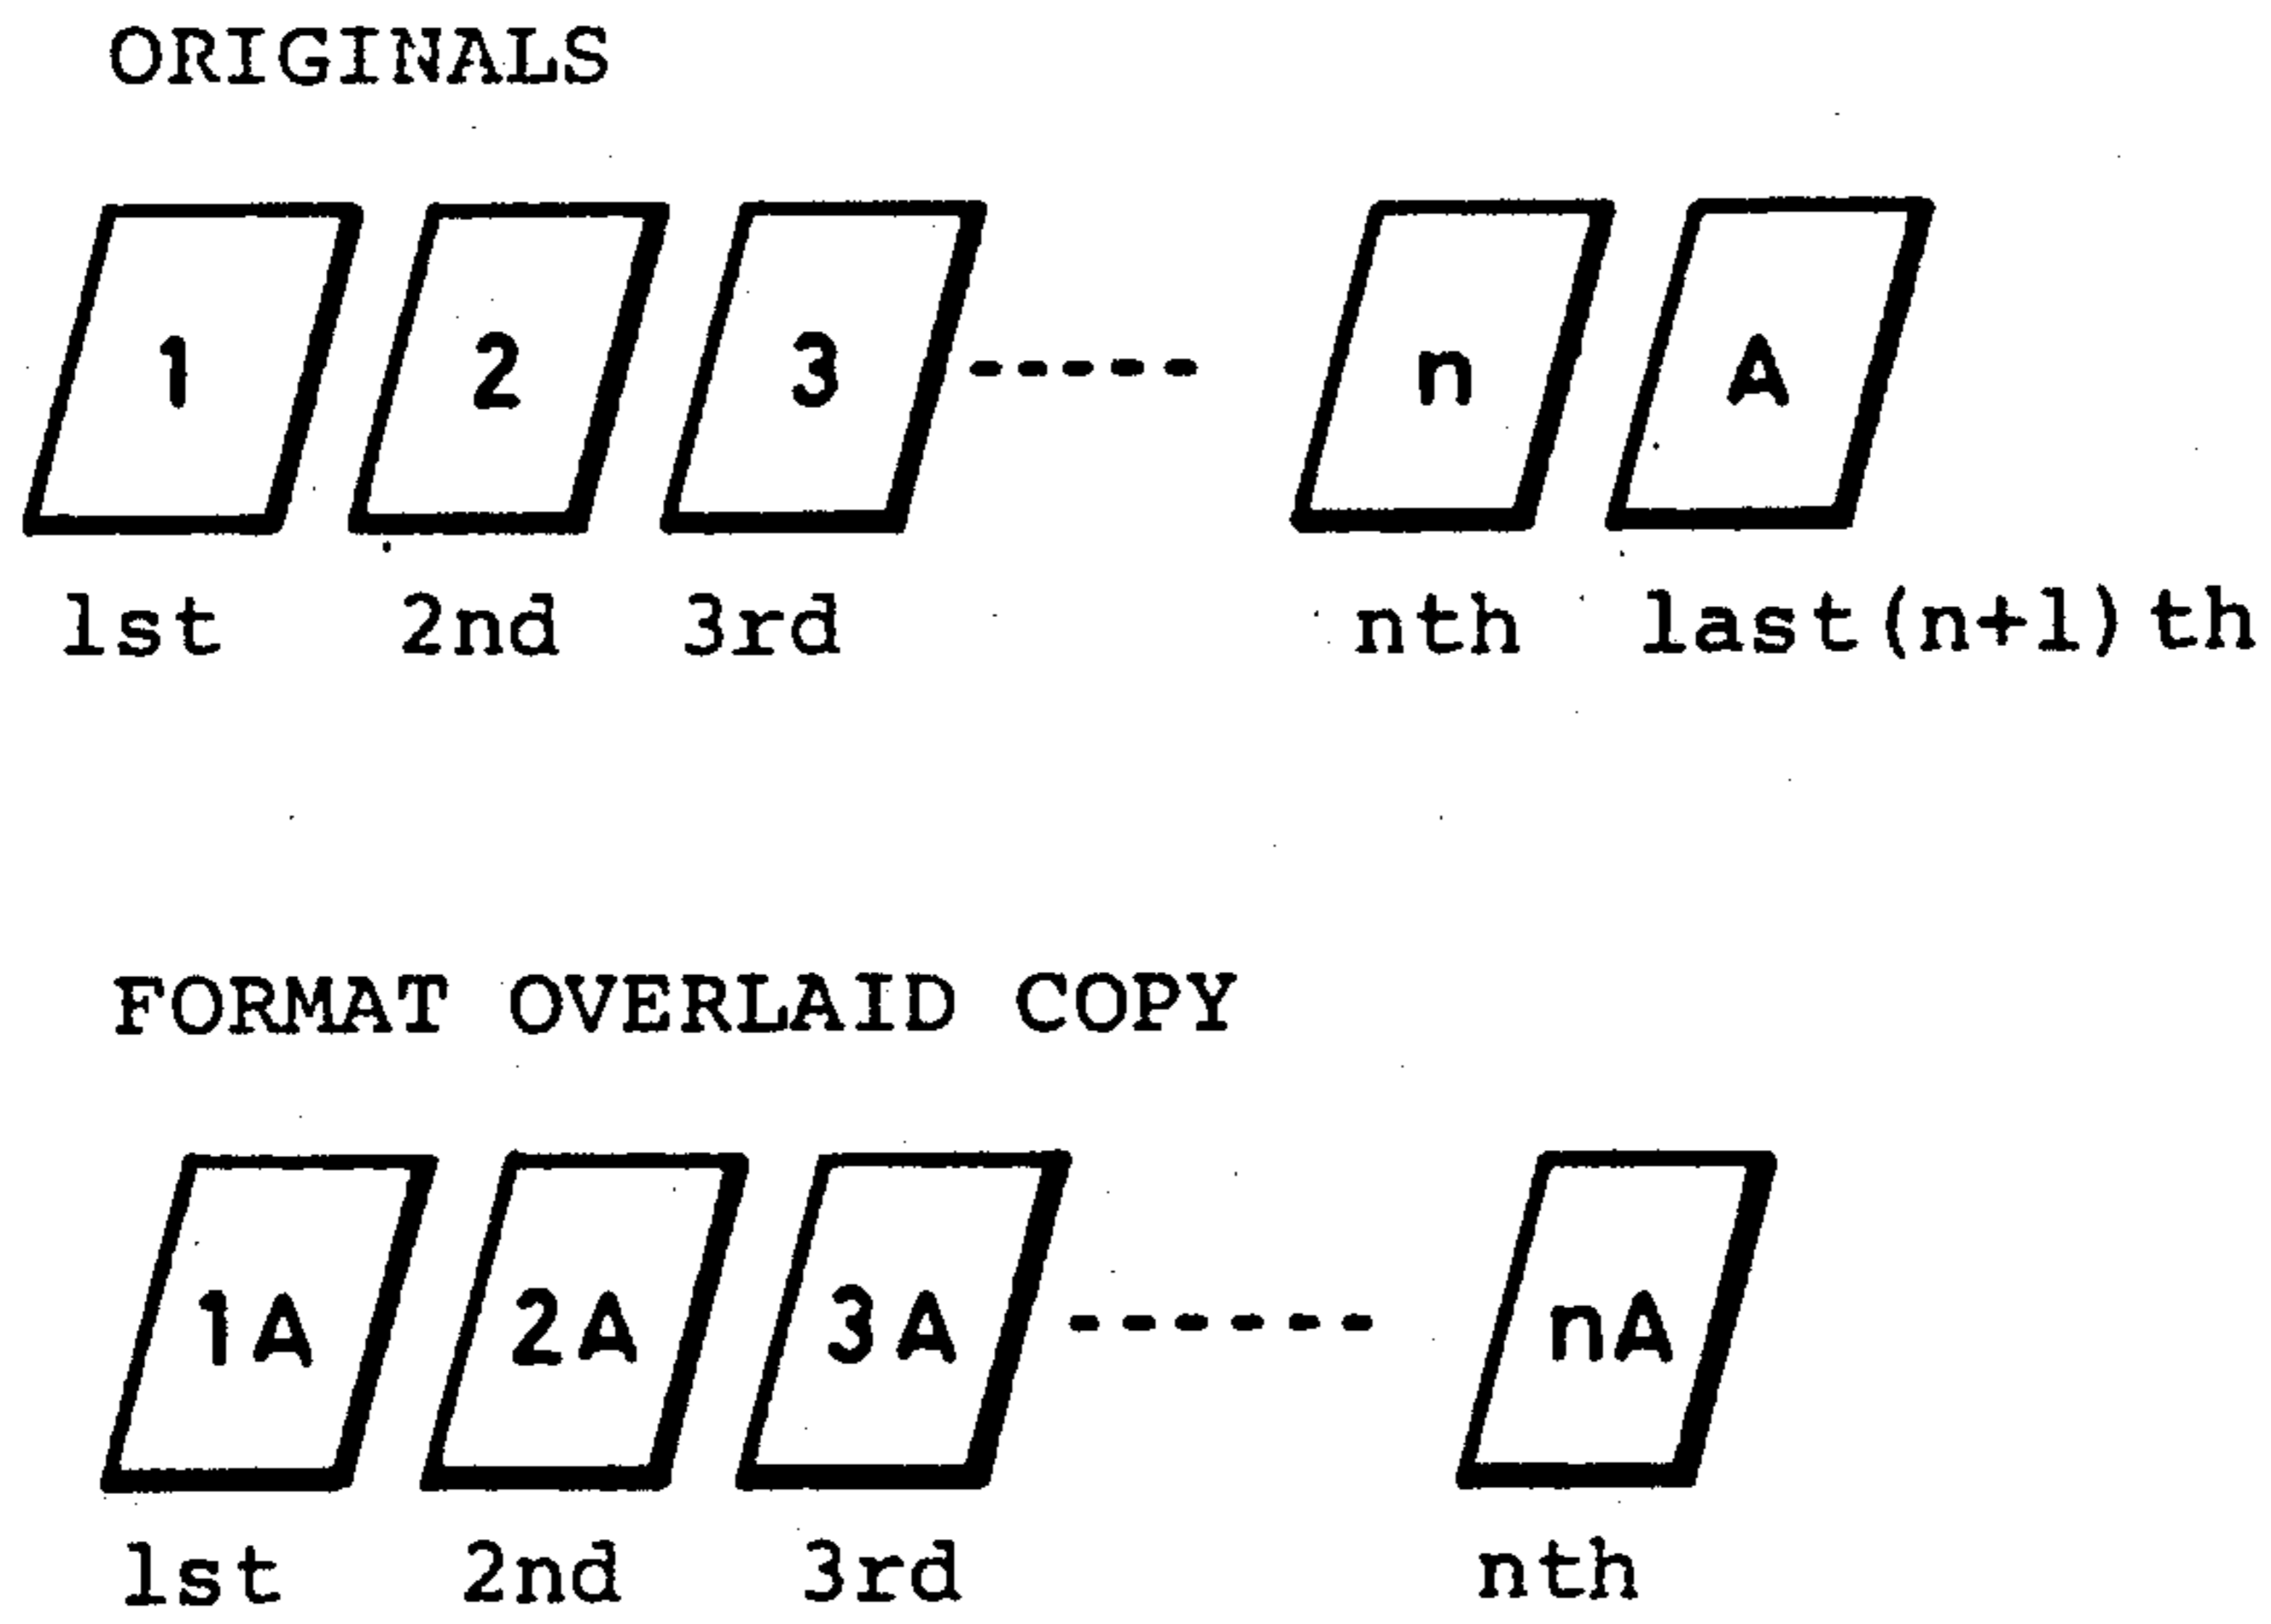 ORIGINALS
1 2 3 ----- n A
1st 2nd 3rd nth last(n+1)th
FORMAT OVERLAID COPY
1A 2A 3A ------ nA
1st 2nd 3rd nth